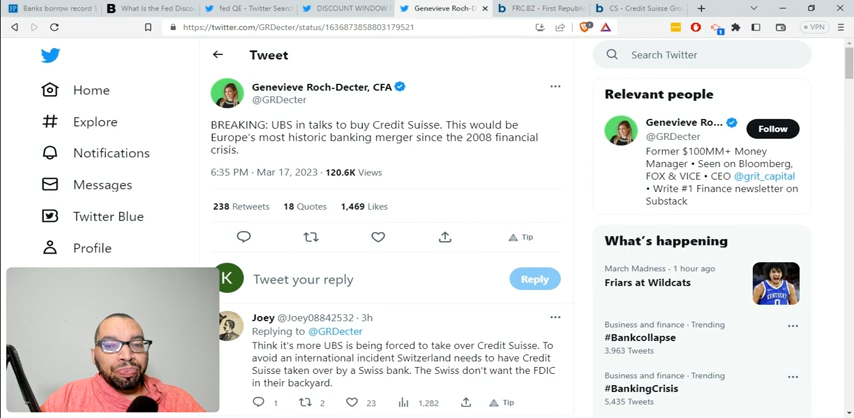 Banks borrow record $
What Is the Fed Discou
fed QE - Twitter Search
DISCOUNT WINDOW
Genevieve Roch-D
FRC.BZ - First Republic
CS - Credit Suisse Gro
https://twitter.com/GRDecter/status/1636873858803179521
VPN
Tweet
Search Twitter
Home
Explore
Notifications
Messages
Twitter Blue
Profile
Genevieve Roch-Decter, CFA
@GRDecter
BREAKING: UBS in talks to buy Credit Suisse. This would be
Europe's most historic banking merger since the 2008 financial
crisis.
6:35 PM · Mar 17, 2023 · 120.6K Views
238 Retweets 18 Quotes 1,469 Likes
Tip
K
Tweet your reply
Reply
Joey @Joey08842532 · 3h
Replying to @GRDecter
Think it's more UBS is being forced to take over Credit Suisse. To
avoid an international incident Switzerland needs to have Credit
Suisse taken over by a Swiss bank. The Swiss don't want the FDIC
in their backyard.
1 2 23 1,282 Tip
Relevant people
Genevieve Ro...
@GRDecter
Follow
Former $100MM+ Money
Manager • Seen on Bloomberg,
FOX & VICE • CEO @grit_capital
• Write #1 Finance newsletter on
Substack
What's happening
March Madness · 1 hour ago
Friars at Wildcats
Business and finance · Trending
#Bankcollapse
3,963 Tweets
Business and finance · Trending
#BankingCrisis
5,435 Tweets